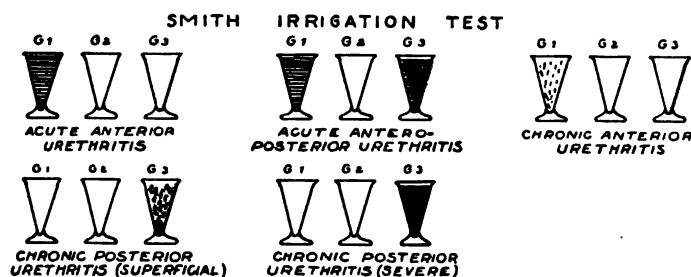 SMITH IRRIGATION TEST
G1 G2 G3
ACUTE ANTERIOR
URETHRITIS
G1 G2 G3
ACUTE ANTERO-
POSTERIOR URETHRITIS
G1 G2 G3
CHRONIC ANTERIOR
URETHRITIS
G1 G2 G3
CHRONIC POSTERIOR
URETHRITIS (SUPERFICIAL)
G1 G2 G3
CHRONIC POSTERIOR
URETHRITIS (SEVERE)